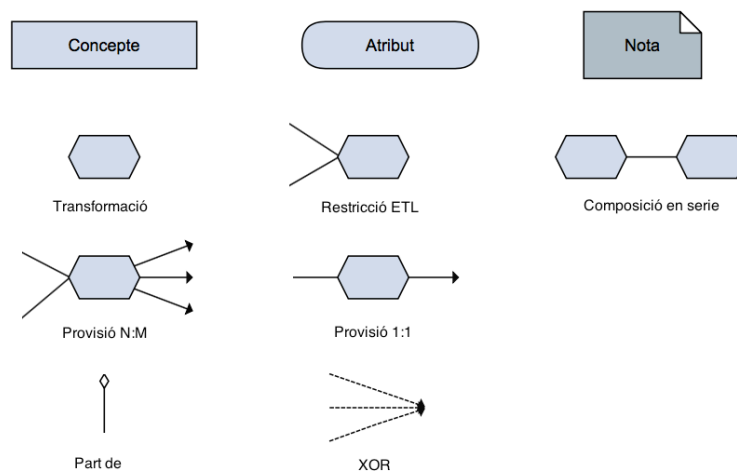 Concepte
Atribut
Nota
Transformació
Restricció ETL
Composició en serie
Provisió N:M
Provisió 1:1
Part de
XOR